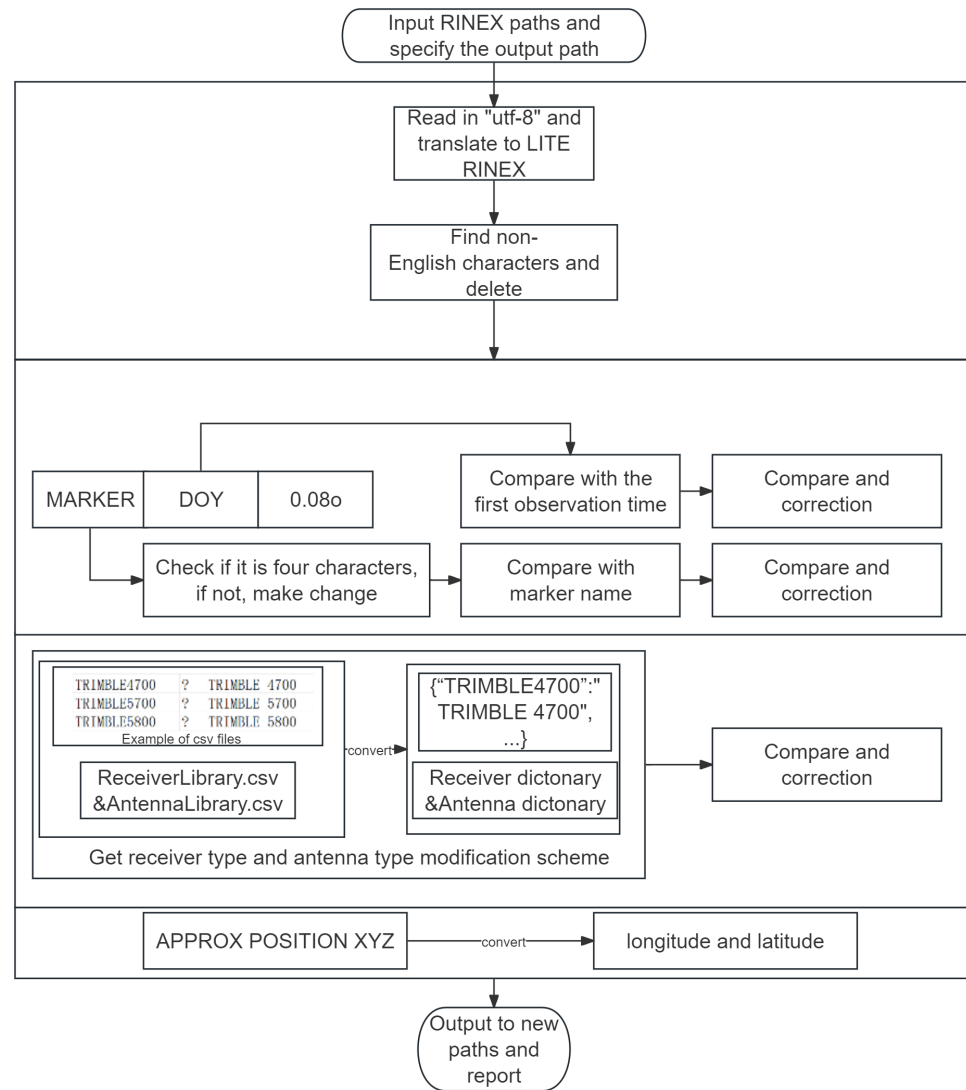 Input RINEX paths and
specify the output path
Read in "utf-8" and
translate to LITE
RINEX
Find non-
English characters and
delete
MARKER
DOY
0.08o
Compare with the
first observation time
Compare and
correction
Check if it is four characters,
if not, make change
Compare with
marker name
Compare and
correction
TRIMBLE4700 ? TRIMBLE 4700
TRIMBLE5700 ? TRIMBLE 5700
TRIMBLE5800 ? TRIMBLE 5800
Example of csv files
ReceiverLibrary.csv
&AntennaLibrary.csv
convert
{“TRIMBLE4700”:"
TRIMBLE 4700",
...}
Receiver dictonary
&Antenna dictonary
Get receiver type and antenna type modification scheme
Compare and
correction
APPROX POSITION XYZ
convert
longitude and latitude
Output to new
paths and
report